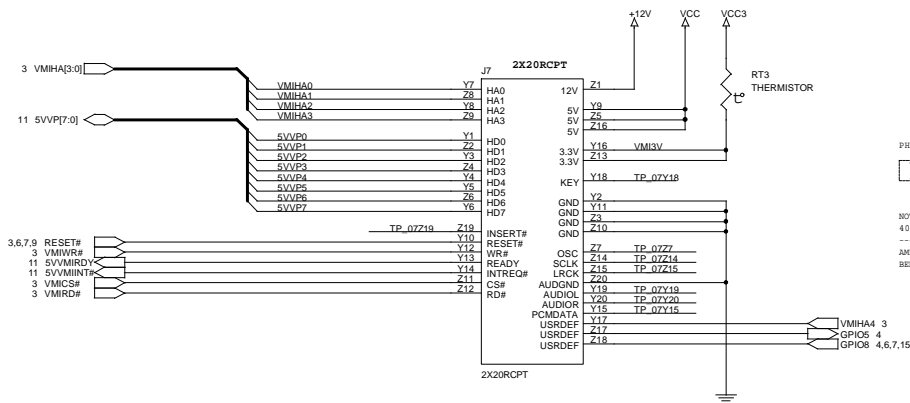 +12V VCC VCC3
2X20RCPT
J7
RT3
THERMISTOR
t°
3 VMIHA[3:0]
11 5VVP[7:0]
VMIHA0 Y7 HA0
VMIHA1 Z8 HA1
VMIHA2 Y8 HA2
VMIHA3 Z9 HA3
5VVP0 Y1 HD0
5VVP1 Z2 HD1
5VVP2 Y3 HD2
5VVP3 Z4 HD3
5VVP4 Y4 HD4
5VVP5 Y5 HD5
5VVP6 Z6 HD6
5VVP7 Y6 HD7
TP_07Z19 Z19 INSERT#
3,6,7,9 RESET# Y10 RESET#
3 VMIWR# Y12 WR#
11 5VVMIRDY Y13 READY
11 5VVMIINT# Y14 INTREQ#
3 VMICS# Z11 CS#
3 VMIRD# Z12 RD#
12V Z1
5V Y9
5V Z5
5V Z16
3.3V Y16 VMI3V
3.3V Z13
KEY Y18 TP_07Y18
GND Y2
GND Y11
GND Z3
GND Z10
OSC Z7 TP_07Z7
SCLK Z14 TP_07Z14
LRCK Z15 TP_07Z15
AUDGND Z20
AUDIOL Y19 TP_07Y19
AUDIOR Y20 TP_07Y20
PCMDATA Y15 TP_07Y15
USRDEF Y17 VMIHA4 3
USRDEF Z17 GPIO5 4
USRDEF Z18 GPIO8 4,6,7,15
2X20RCPT
PH
NO
40
--
AM
BE